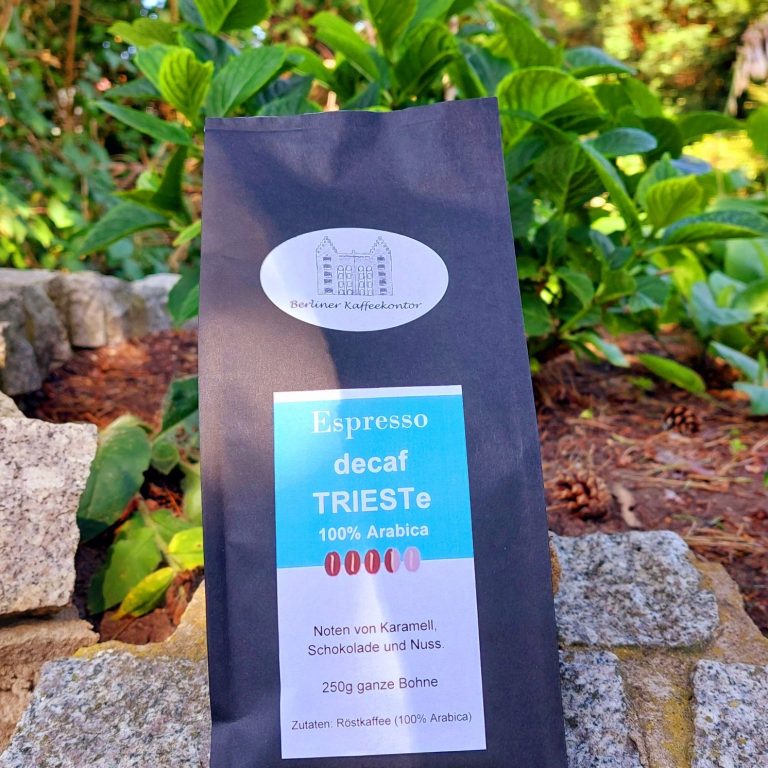 Berliner Kaffeekontor
Espresso
decaf
TRIESTe
100% Arabica
Noten von Karamell,
Schokolade und Nuss.
250g ganze Bohne
Zutaten: Röstkaffee (100% Arabica)